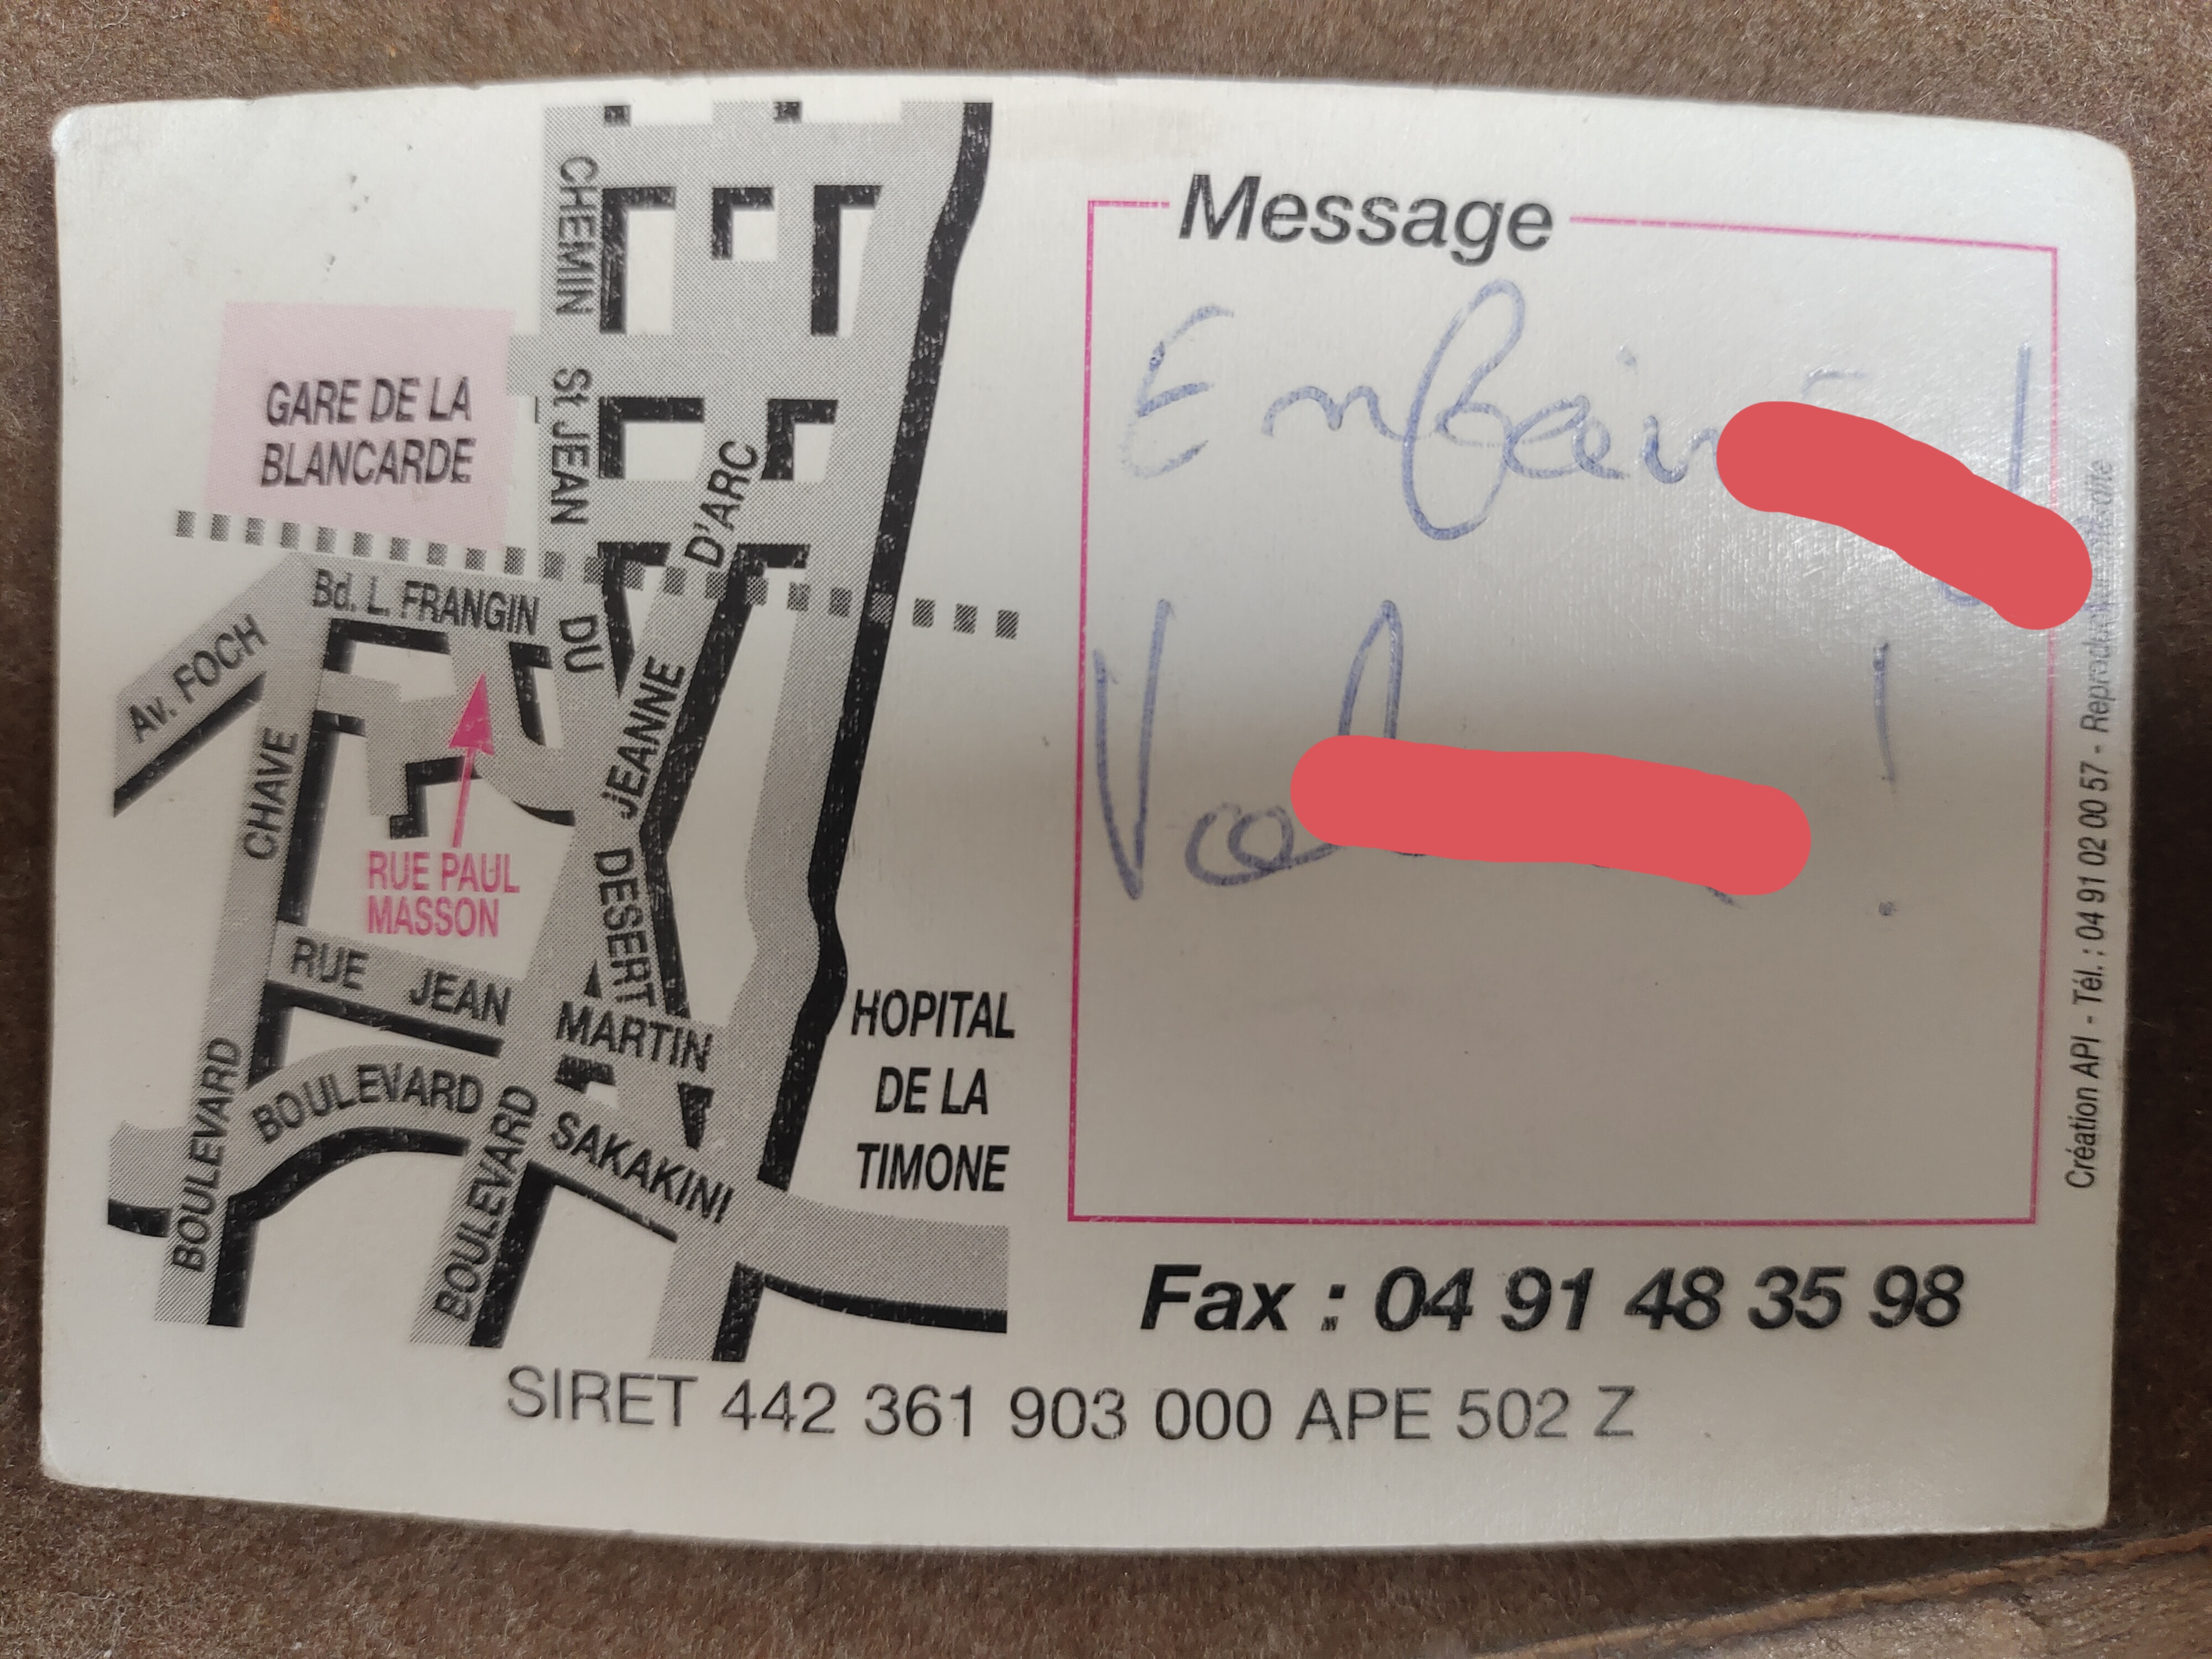 CHEMIN St JEAN DU DESERT
GARE DE LA
BLANCARDE
JEANNE D'ARC
Bd. L. FRANGIN
Av. FOCH
BOULEVARD CHAVE
RUE PAUL
MASSON
RUE JEAN MARTIN
BOULEVARD SAKAKINI
BOULEVARD
HOPITAL
DE LA
TIMONE
Message
!
!
Fax : 04 91 48 35 98
SIRET 442 361 903 000 APE 502 Z
Création API - Tél. : 04 91 02 00 57 -